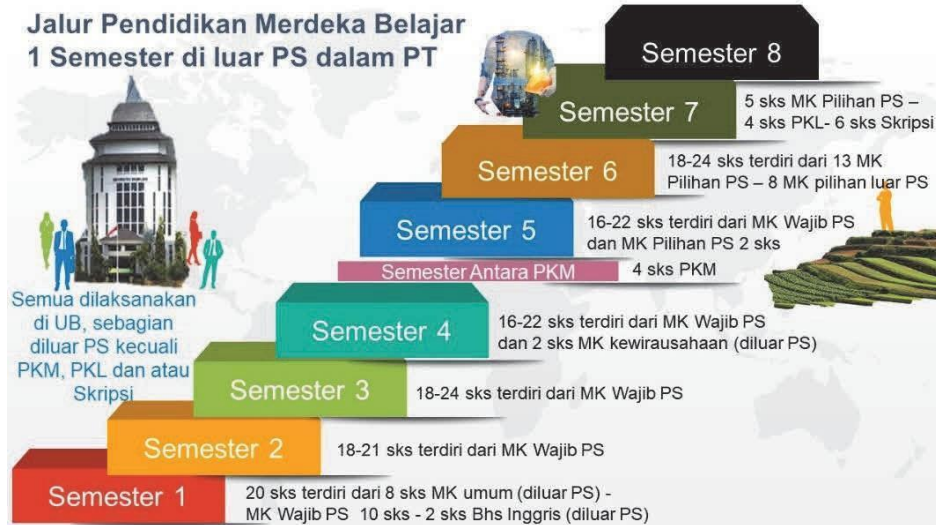 Jalur Pendidikan Merdeka Belajar
1 Semester di luar PS dalam PT
Semester 8
Semester 7
5 sks MK Pilihan PS –
4 sks PKL- 6 sks Skripsi
Semester 6
18-24 sks terdiri dari 13 MK
Pilihan PS – 8 MK pilihan luar PS
Semester 5
16-22 sks terdiri dari MK Wajib PS
dan MK Pilihan PS 2 sks
Semester Antara PKM
4 sks PKM
Semua dilaksanakan
di UB, sebagian
diluar PS kecuali
PKM, PKL dan atau
Skripsi
Semester 4
16-22 sks terdiri dari MK Wajib PS
dan 2 sks MK kewirausahaan (diluar PS)
Semester 3
18-24 sks terdiri dari MK Wajib PS
Semester 2
18-21 sks terdiri dari MK Wajib PS
Semester 1
20 sks terdiri dari 8 sks MK umum (diluar PS) -
MK Wajib PS 10 sks - 2 sks Bhs Inggris (diluar PS)